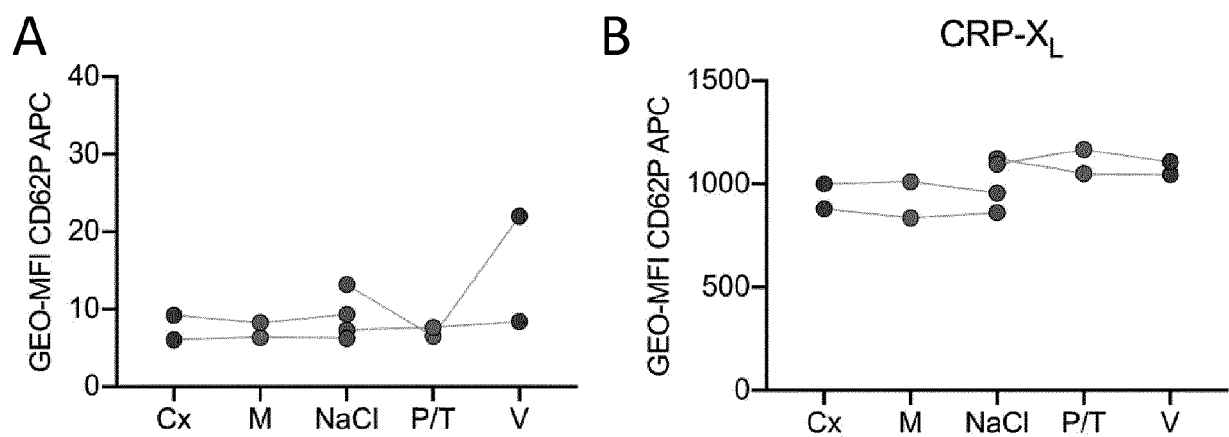 A
GEO-MFI CD62P APC
40
30
20
10
0
Cx M NaCl P/T V
B
CRP-X_L
GEO-MFI CD62P APC
1500
1000
500
0
Cx M NaCl P/T V